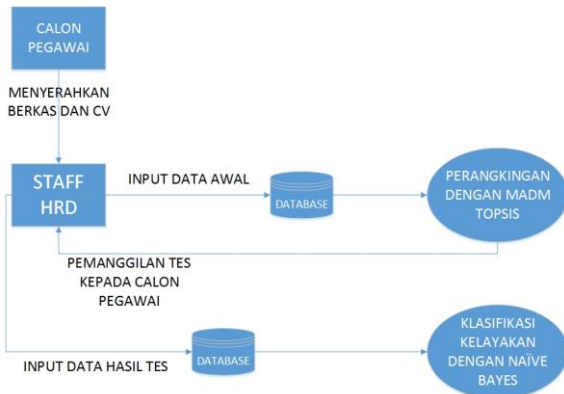 CALON
PEGAWAI
MENYERAHKAN
BERKAS DAN CV
STAFF
HRD
INPUT DATA AWAL
DATABASE
PERANGKINGAN
DENGAN MADM
TOPSIS
PEMANGGILAN TES
KEPADA CALON
PEGAWAI
INPUT DATA HASIL TES
DATABASE
KLASIFIKASI
KELAYAKAN
DENGAN NAÏVE
BAYES